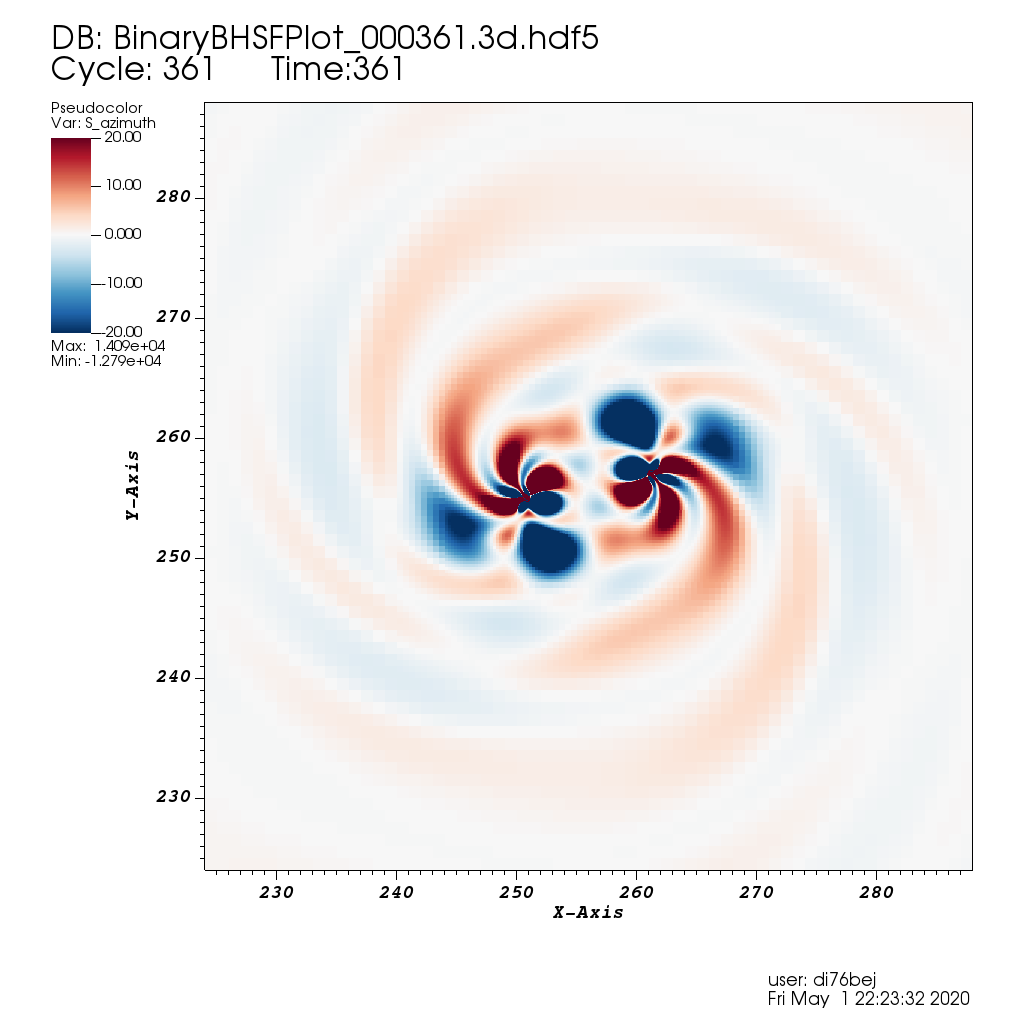 DB: BinaryBHSFPlot_000361.3d.hdf5
Cycle: 361 Time:361
Pseudocolor
Var: S_azimuth
20.00
10.00
0.000
-10.00
-20.00
Max: 1.409e+04
Min: -1.279e+04
280
270
260
250
240
230
Y-Axis
230 240 250 260 270 280
X-Axis
user: di76bej
Fri May 1 22:23:32 2020